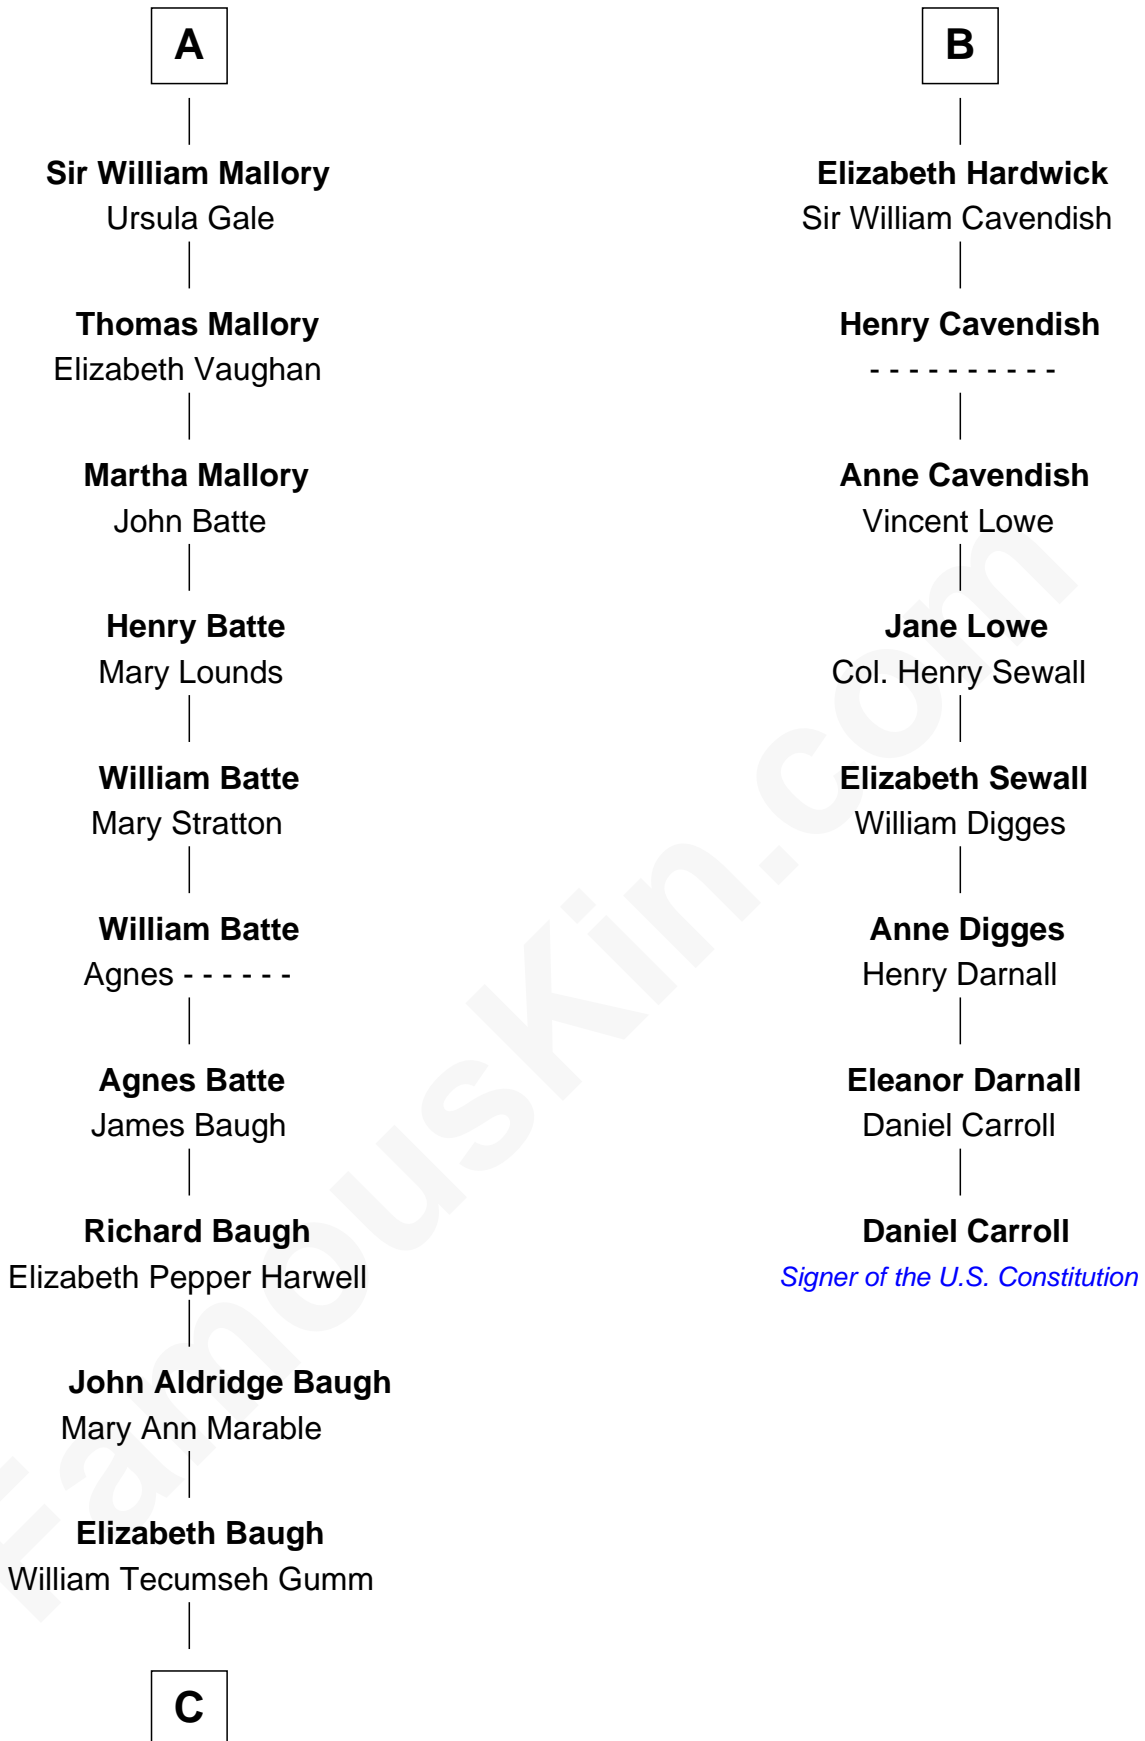 A
Sir William Mallory
Ursula Gale
Thomas Mallory
Elizabeth Vaughan
Martha Mallory
John Batte
Henry Batte
Mary Lounds
William Batte
Mary Stratton
William Batte
Agnes - - - - - -
Agnes Batte
James Baugh
Richard Baugh
Elizabeth Pepper Harwell
John Aldridge Baugh
Mary Ann Marable
Elizabeth Baugh
William Tecumseh Gumm
C
B
Elizabeth Hardwick
Sir William Cavendish
Henry Cavendish
- - - - - - - - - -
Anne Cavendish
Vincent Lowe
Jane Lowe
Col. Henry Sewall
Elizabeth Sewall
William Digges
Anne Digges
Henry Darnall
Eleanor Darnall
Daniel Carroll
Daniel Carroll
Signer of the U.S. Constitution
FamousKin.com